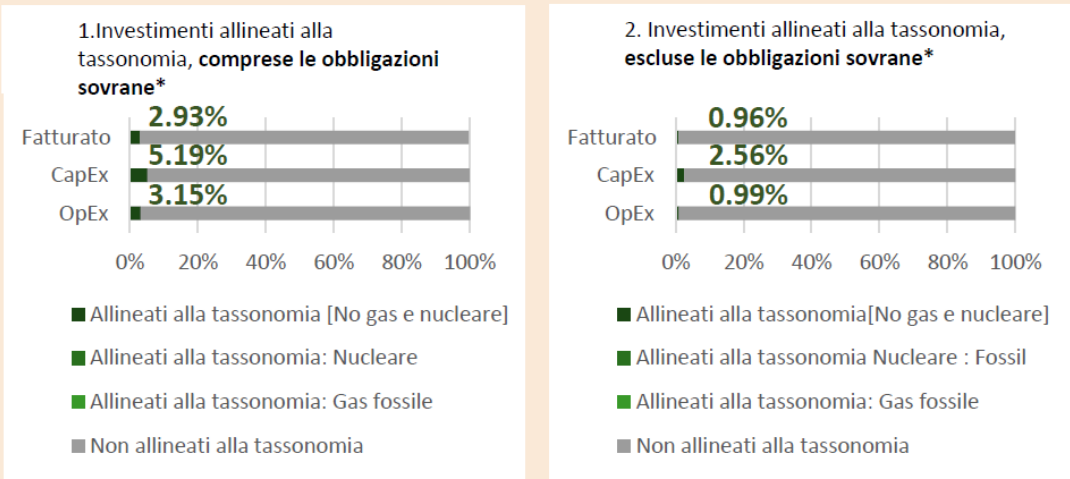 1.Investimenti allineati alla
tassonomia, comprese le obbligazioni
sovrane*
2.93%
Fatturato
5.19%
CapEx
3.15%
OpEx
0% 20% 40% 60% 80% 100%
Allineati alla tassonomia [No gas e nucleare]
Allineati alla tassonomia: Nucleare
Allineati alla tassonomia: Gas fossile
Non allineati alla tassonomia
2. Investimenti allineati alla tassonomia,
escluse le obbligazioni sovrane*
0.96%
Fatturato
2.56%
CapEx
0.99%
OpEx
0% 20% 40% 60% 80% 100%
Allineati alla tassonomia[No gas e nucleare]
Allineati alla tassonomia Nucleare : Fossil
Allineati alla tassonomia: Gas fossile
Non allineati alla tassonomia